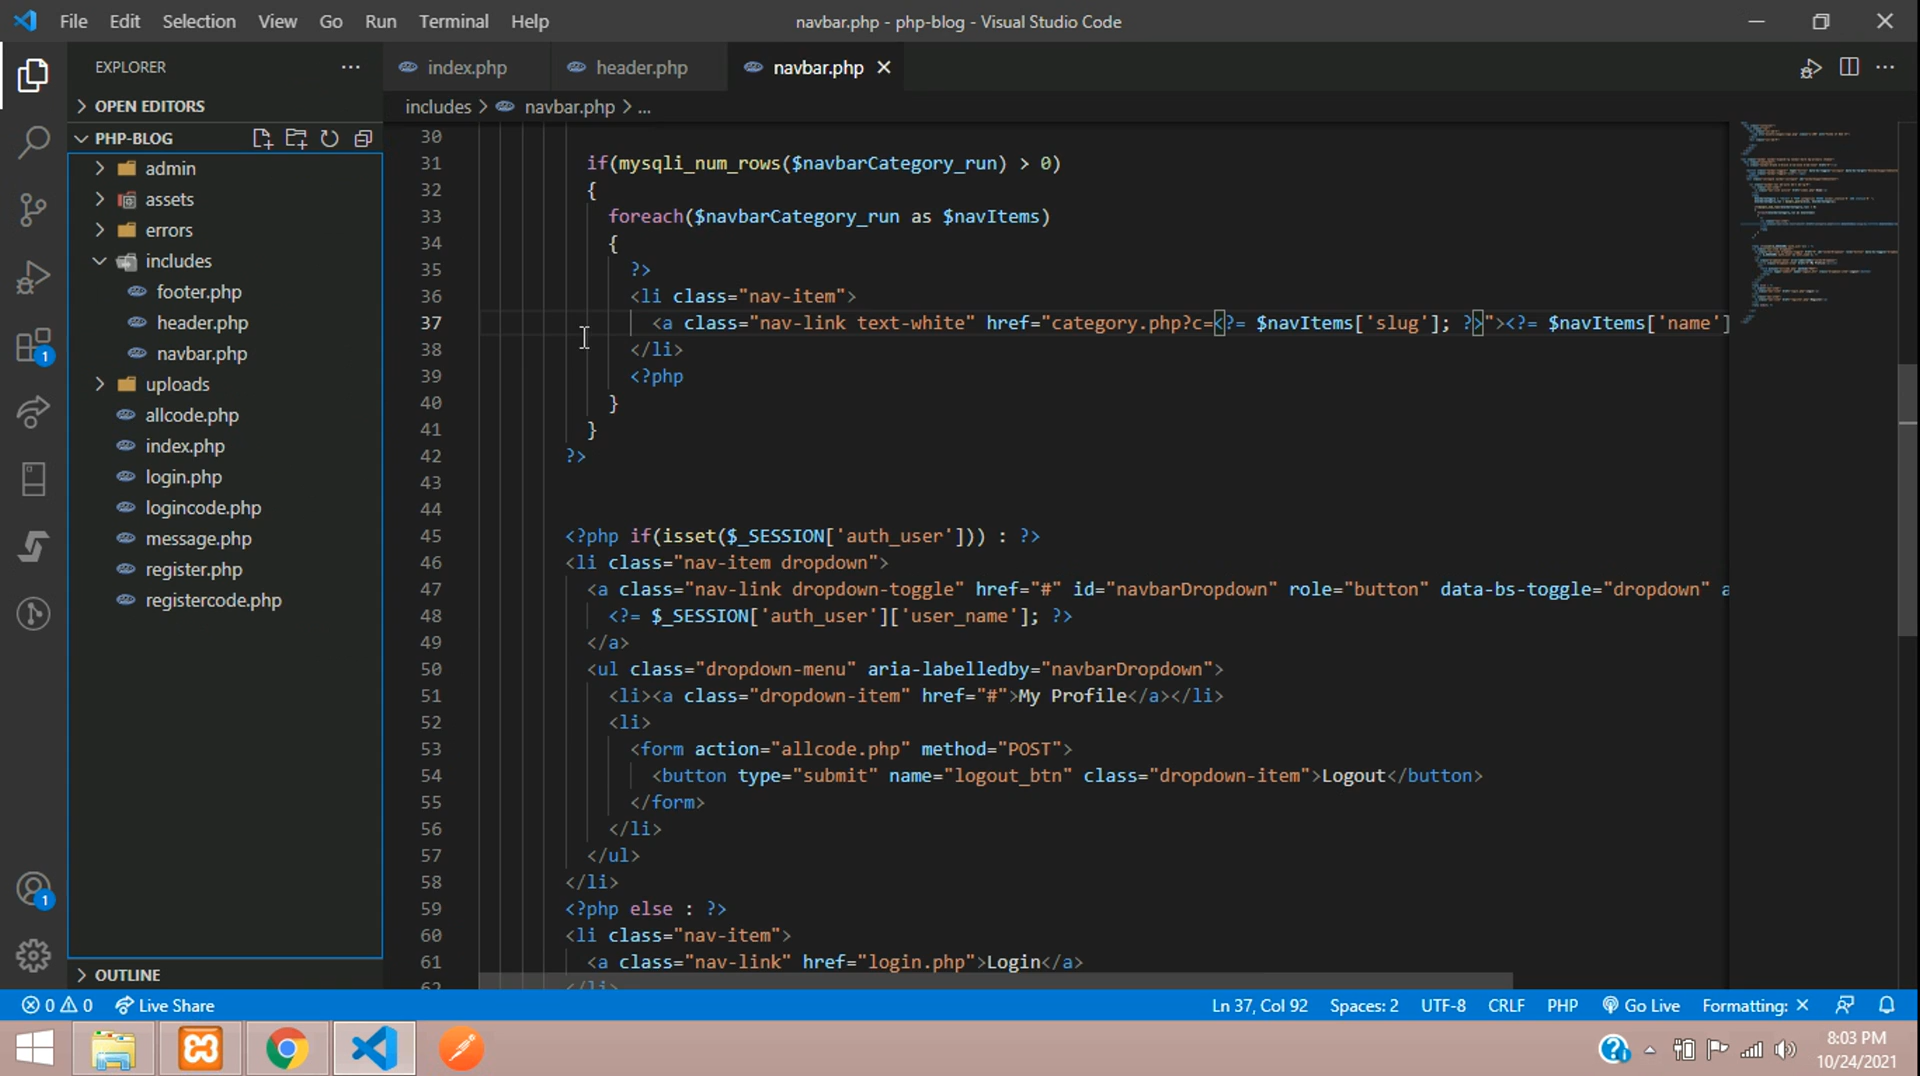 File Edit Selection View Go Run Terminal Help navbar.php - php-blog - Visual Studio Code
EXPLORER
OPEN EDITORS
PHP-BLOG
admin
assets
errors
includes
footer.php
header.php
navbar.php
uploads
allcode.php
index.php
login.php
logincode.php
message.php
register.php
registercode.php
OUTLINE
1
1
index.php header.php navbar.php
includes > navbar.php > ...
30
31 if(mysqli_num_rows($navbarCategory_run) > 0)
32 {
33 foreach($navbarCategory_run as $navItems)
34 {
35 ?>
36 <li class="nav-item">
37 <a class="nav-link text-white" href="category.php?c=<?= $navItems['slug']; ?>"><?= $navItems['name']
38 </li>
39 <?php
40 }
41 }
42 ?>
43
44
45 <?php if(isset($_SESSION['auth_user'])) : ?>
46 <li class="nav-item dropdown">
47 <a class="nav-link dropdown-toggle" href="#" id="navbarDropdown" role="button" data-bs-toggle="dropdown" a
48 <?= $_SESSION['auth_user']['user_name']; ?>
49 </a>
50 <ul class="dropdown-menu" aria-labelledby="navbarDropdown">
51 <li><a class="dropdown-item" href="#">My Profile</a></li>
52 <li>
53 <form action="allcode.php" method="POST">
54 <button type="submit" name="logout_btn" class="dropdown-item">Logout</button>
55 </form>
56 </li>
57 </ul>
58 </li>
59 <?php else : ?>
60 <li class="nav-item">
61 <a class="nav-link" href="login.php">Login</a>
62 </li>
0 0 Live Share Ln 37, Col 92 Spaces: 2 UTF-8 CRLF PHP Go Live Formatting: ×
8:03 PM
10/24/2021